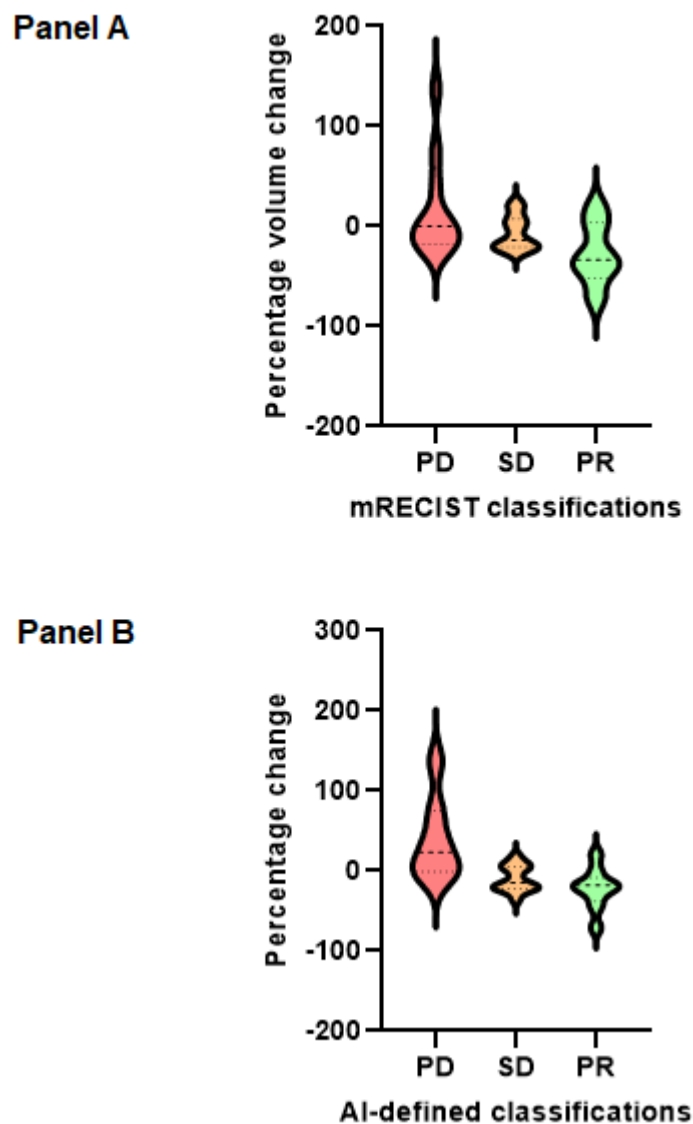 Panel A
Percentage volume change
200
100
0
-100
-200
PD SD PR
mRECIST classifications
Panel B
Percentage change
300
200
100
0
-100
-200
PD SD PR
AI-defined classifications